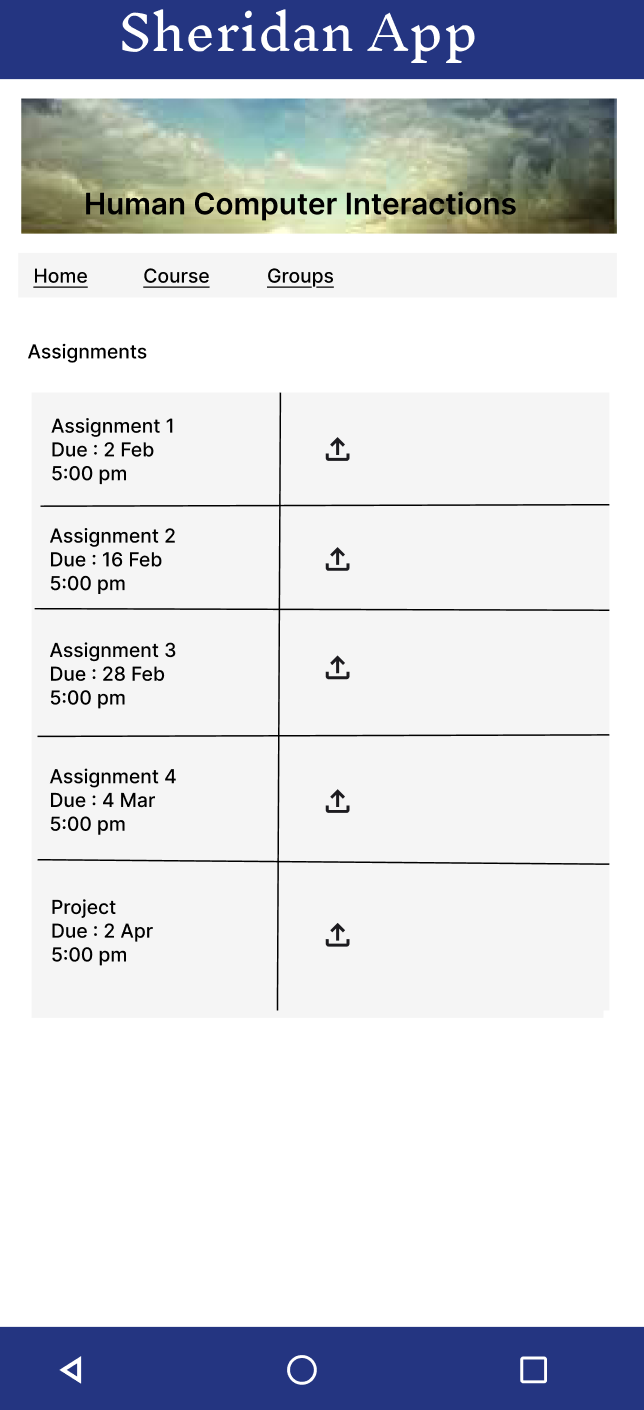 Sheridan App
Human Computer Interactions
Home Course Groups
Assignments
Assignment 1
Due : 2 Feb
5:00 pm
Assignment 2
Due : 16 Feb
5:00 pm
Assignment 3
Due : 28 Feb
5:00 pm
Assignment 4
Due : 4 Mar
5:00 pm
Project
Due : 2 Apr
5:00 pm